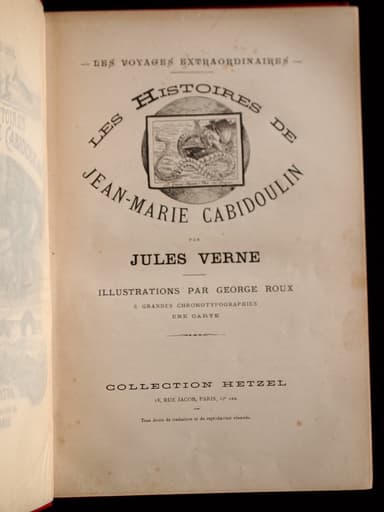 — LES VOYAGES EXTRAORDINAIRES —
LES HISTOIRES DE
JEAN-MARIE CABIDOULIN
PAR
JULES VERNE
ILLUSTRATIONS PAR GEORGE ROUX
6 GRANDES CHROMOTYPOGRAPHIES
UNE CARTE
COLLECTION HETZEL
18, RUE JACOB, PARIS, VIe ARR.
Tous droits de traduction et de reproduction réservés.